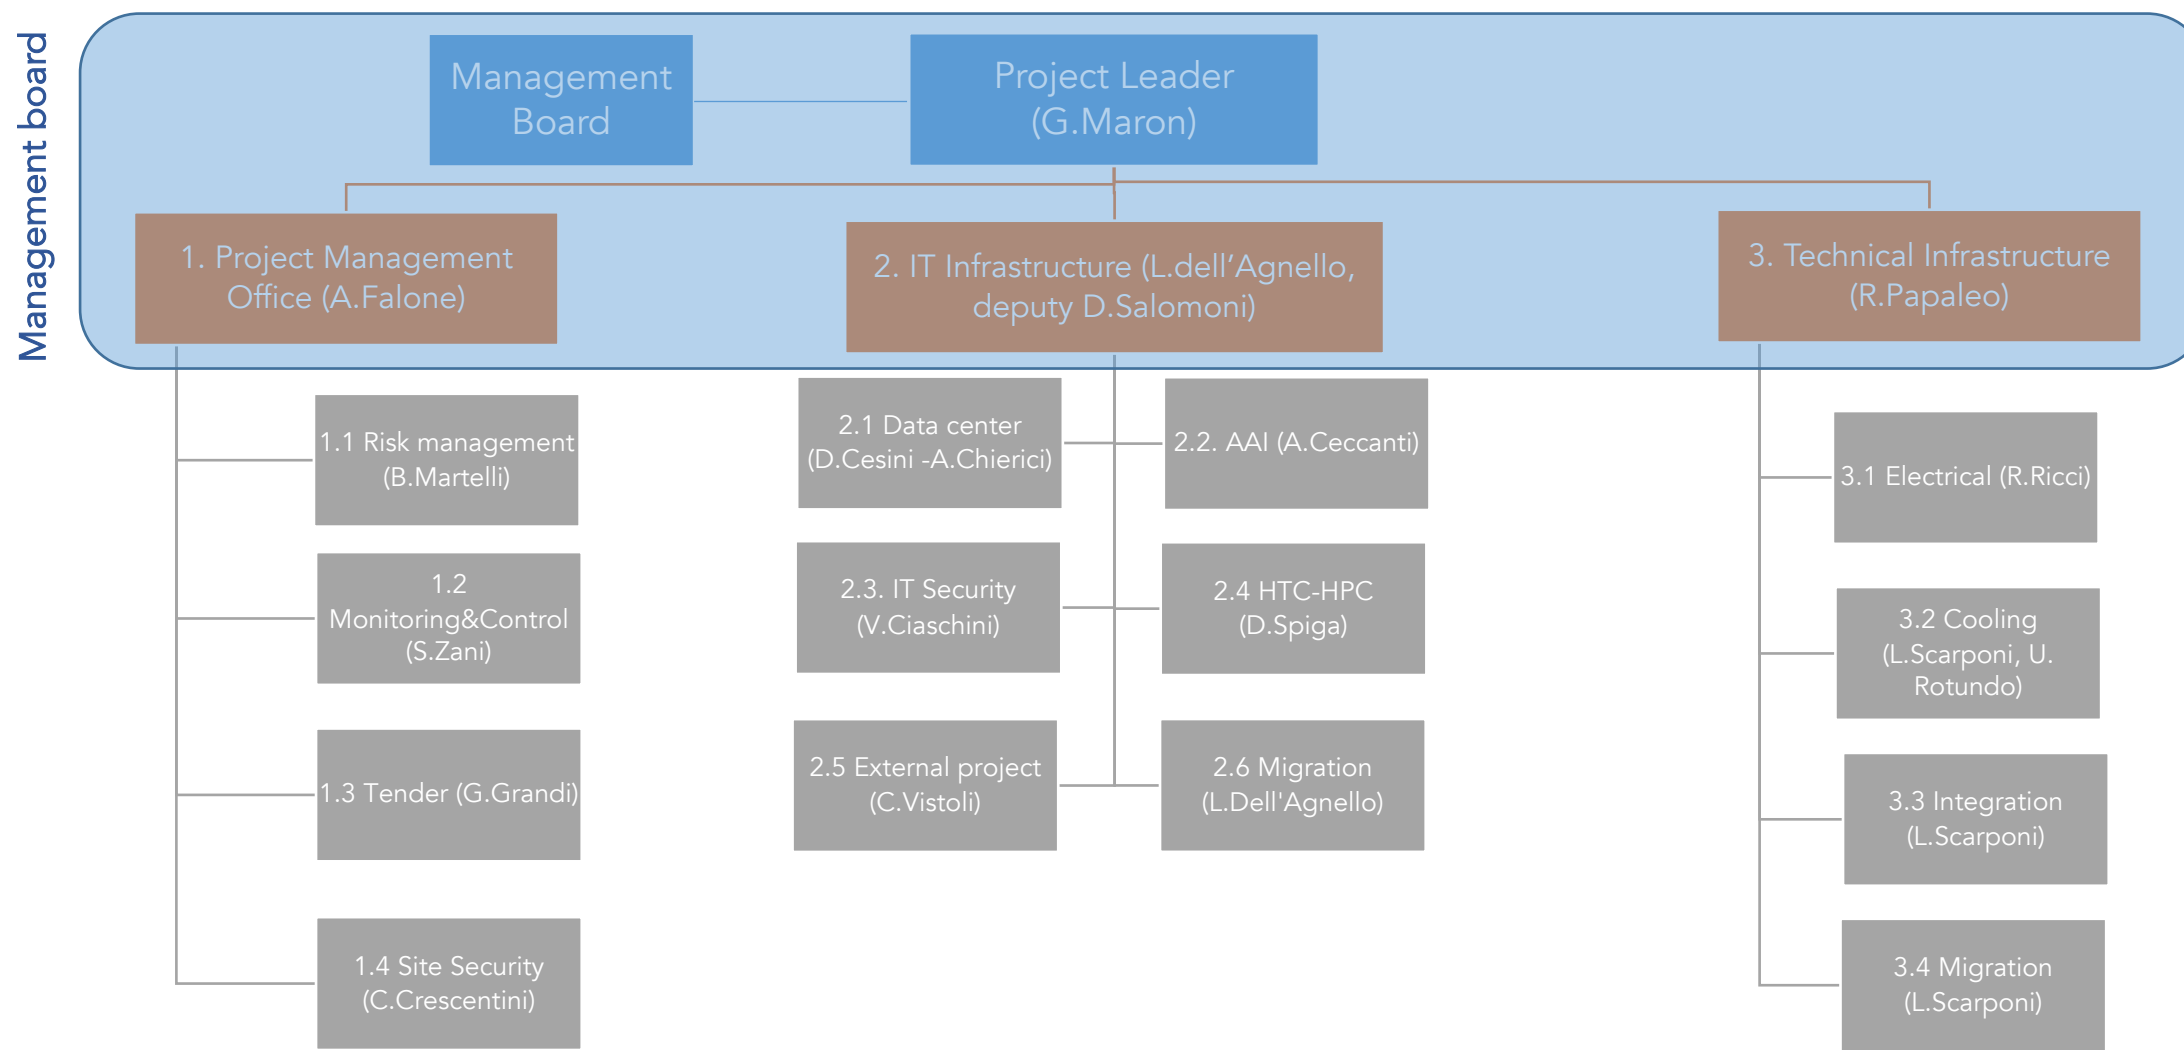 Management board
Management
Board
Project Leader
(G.Maron)
1. Project Management
Office (A.Falone)
2. IT Infrastructure (L.dell’Agnello,
deputy D.Salomoni)
3. Technical Infrastructure
(R.Papaleo)
1.1 Risk management
(B.Martelli)
1.2
Monitoring&Control
(S.Zani)
1.3 Tender (G.Grandi)
1.4 Site Security
(C.Crescentini)
2.1 Data center
(D.Cesini -A.Chierici)
2.2. AAI (A.Ceccanti)
2.3. IT Security
(V.Ciaschini)
2.4 HTC-HPC
(D.Spiga)
2.5 External project
(C.Vistoli)
2.6 Migration
(L.Dell'Agnello)
3.1 Electrical (R.Ricci)
3.2 Cooling
(L.Scarponi, U.
Rotundo)
3.3 Integration
(L.Scarponi)
3.4 Migration
(L.Scarponi)